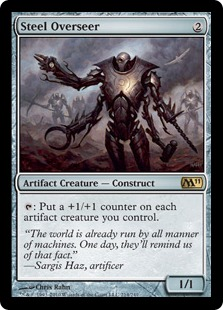 Steel Overseer 2
Artifact Creature — Construct M11
: Put a +1/+1 counter on each
artifact creature you control.
“The world is already run by all manner
of machines. One day, they’ll remind us
of that fact.”
—Sargis Haz, artificer
Chris Rahn 1/1